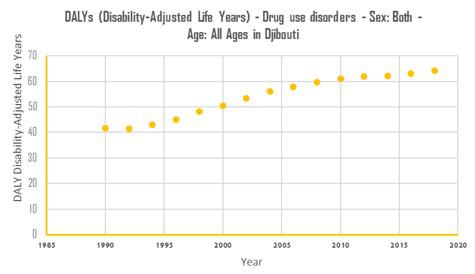 DALYs (Disability-Adjusted Life Years) - Drug use disorders - Sex: Both -
Age: All Ages in Djibouti
DALY Disability-Adjusted Life Years
70
60
50
40
30
20
10
0
1985 1990 1995 2000 2005 2010 2015 2020
Year